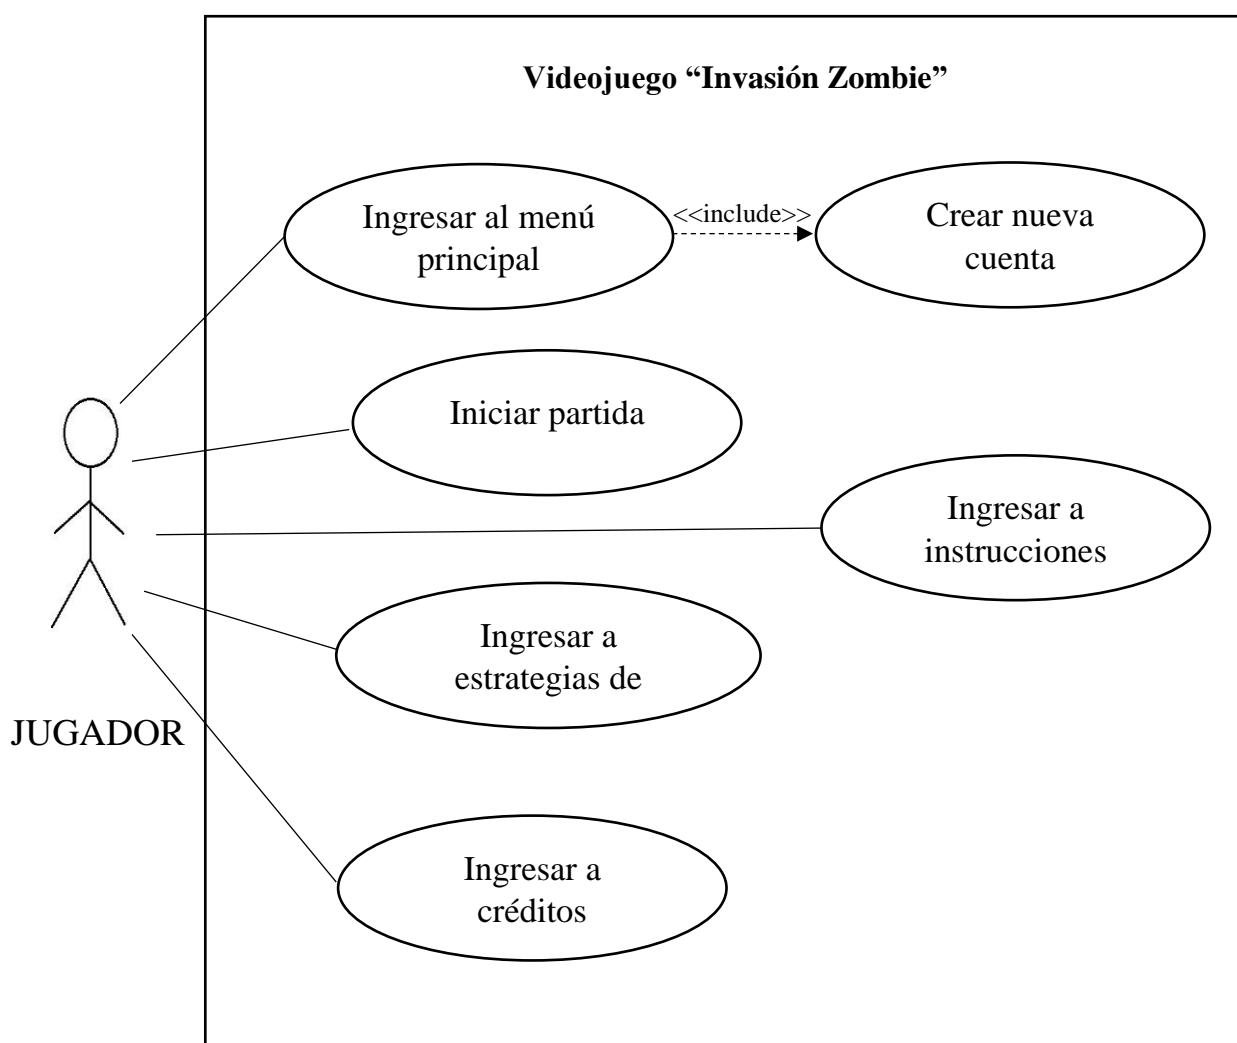 Videojuego “Invasión Zombie”
Ingresar al menú
principal
<<include>>
Crear nueva
cuenta
Iniciar partida
Ingresar a
instrucciones
Ingresar a
estrategias de
JUGADOR
Ingresar a
créditos